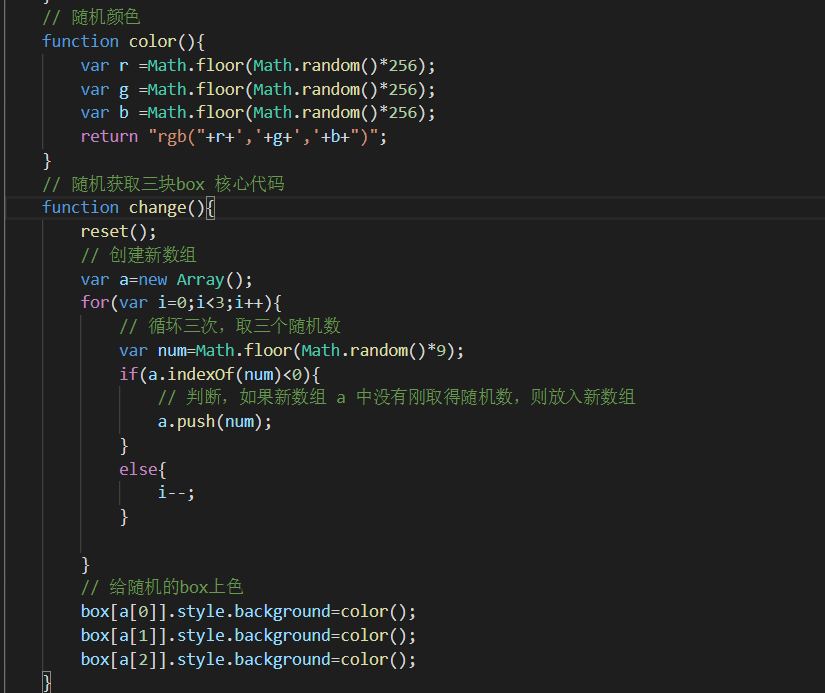 }
// 随机颜色
function color(){
var r =Math.floor(Math.random()*256);
var g =Math.floor(Math.random()*256);
var b =Math.floor(Math.random()*256);
return "rgb("+r+','+g+','+b+")";
}
// 随机获取三块box 核心代码
function change(){
reset();
// 创建新数组
var a=new Array();
for(var i=0;i<3;i++){
// 循坏三次，取三个随机数
var num=Math.floor(Math.random()*9);
if(a.indexOf(num)<0){
// 判断，如果新数组 a 中没有刚取得随机数，则放入新数组
a.push(num);
}
else{
i--;
}
}
// 给随机的box上色
box[a[0]].style.background=color();
box[a[1]].style.background=color();
box[a[2]].style.background=color();
}